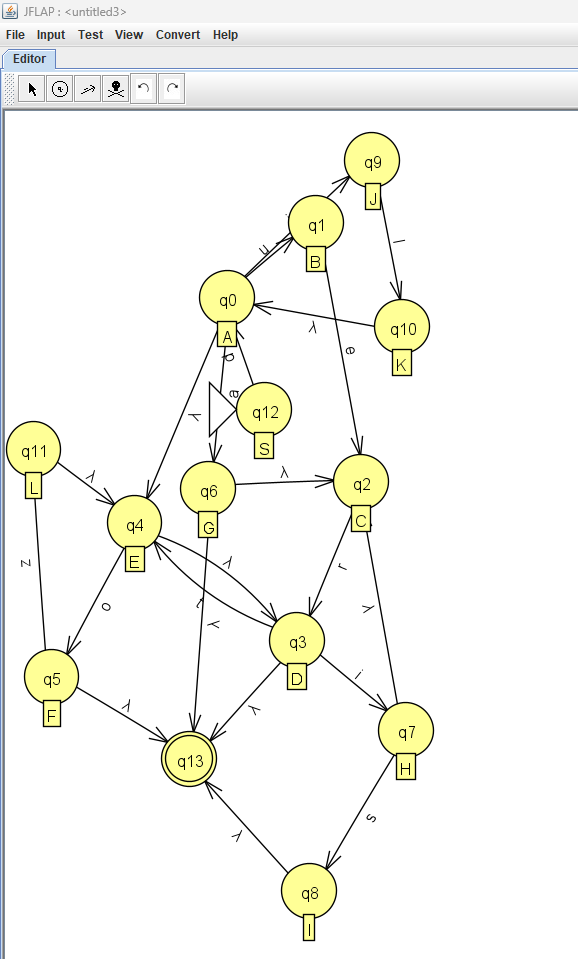 JFLAP : <untitled3>
File Input Test View Convert Help
Editor
q9
J
q1
B
u
l
q0
A
q10
K
λ
e
b
a
λ
q12
S
q11
L
λ
q6
G
λ
q2
C
q4
E
z
λ
r
o
t
λ
λ
q3
D
i
q5
F
λ
λ
q13
q7
H
s
λ
q8
I